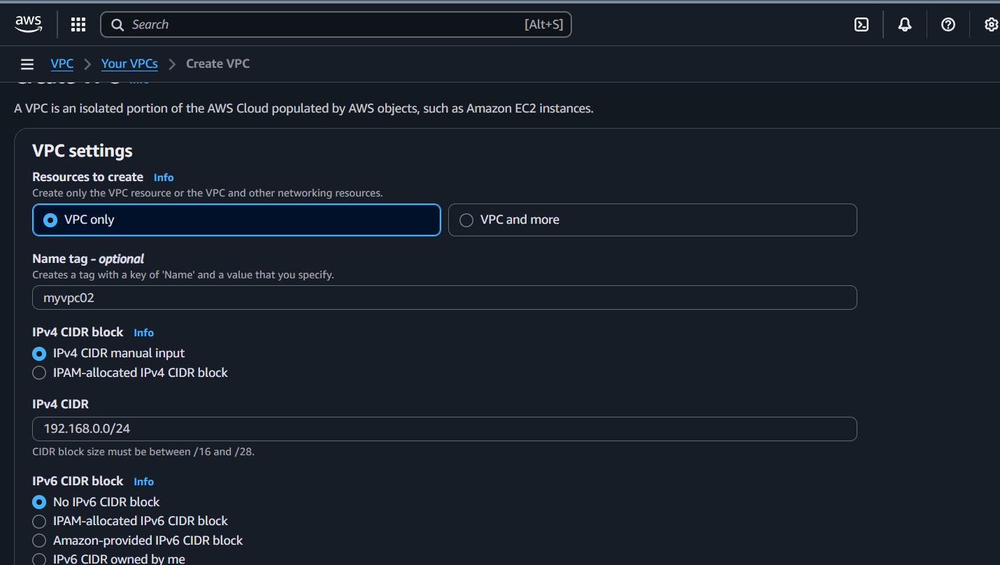 aws
Search [Alt+S]
VPC > Your VPCs > Create VPC
Create VPC Info
A VPC is an isolated portion of the AWS Cloud populated by AWS objects, such as Amazon EC2 instances.
VPC settings
Resources to create Info
Create only the VPC resource or the VPC and other networking resources.
VPC only VPC and more
Name tag - optional
Creates a tag with a key of 'Name' and a value that you specify.
myvpc02
IPv4 CIDR block Info
IPv4 CIDR manual input
IPAM-allocated IPv4 CIDR block
IPv4 CIDR
192.168.0.0/24
CIDR block size must be between /16 and /28.
IPv6 CIDR block Info
No IPv6 CIDR block
IPAM-allocated IPv6 CIDR block
Amazon-provided IPv6 CIDR block
IPv6 CIDR owned by me